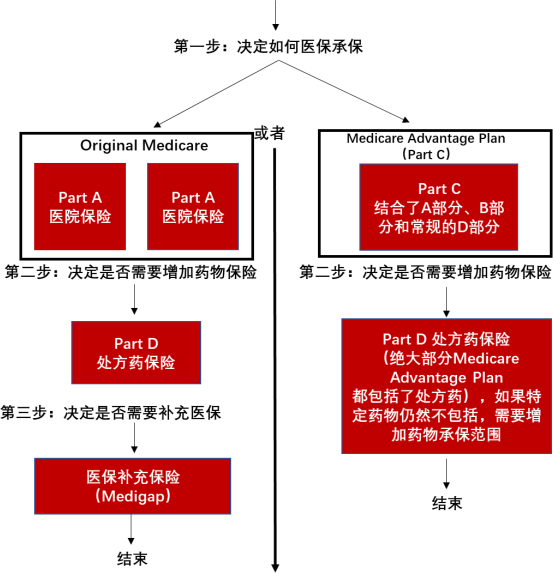 第一步：决定如何医保承保
或者
Original Medicare
Part A
医院保险
Part A
医院保险
第二步：决定是否需要增加药物保险
Part D
处方药保险
第三步：决定是否需要补充医保
医保补充保险
（Medigap）
结束
Medicare Advantage Plan
（Part C）
Part C
结合了A部分、B部
分和常规的D部分
第二步：决定是否需要增加药物保险
Part D 处方药保险
（绝大部分Medicare
Advantage Plan
都包括了处方药），如果特
定药物仍然不包括，需要增
加药物承保范围
结束